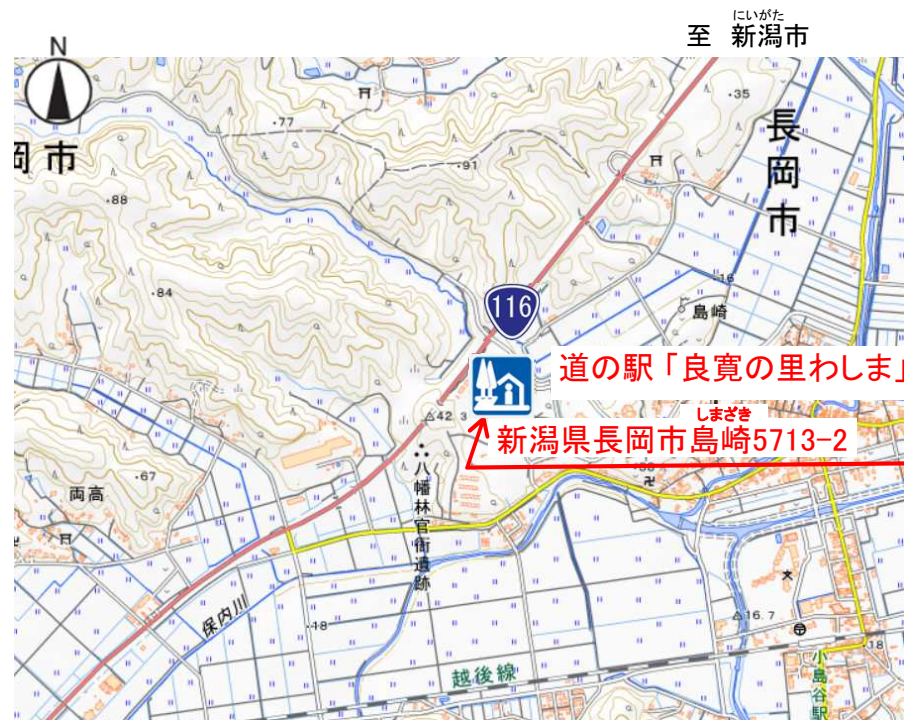 にいがた
至 新潟市
N
・35
長岡市
・77
・91
岡市
・88
・16
島崎
・84
116
道の駅「良寛の里わしま」
しまざき
新潟県長岡市島崎5713-2
42.3
八幡林官衙遺跡
・67
両高
保内川
・18
16.7
18
越後線
小島谷駅